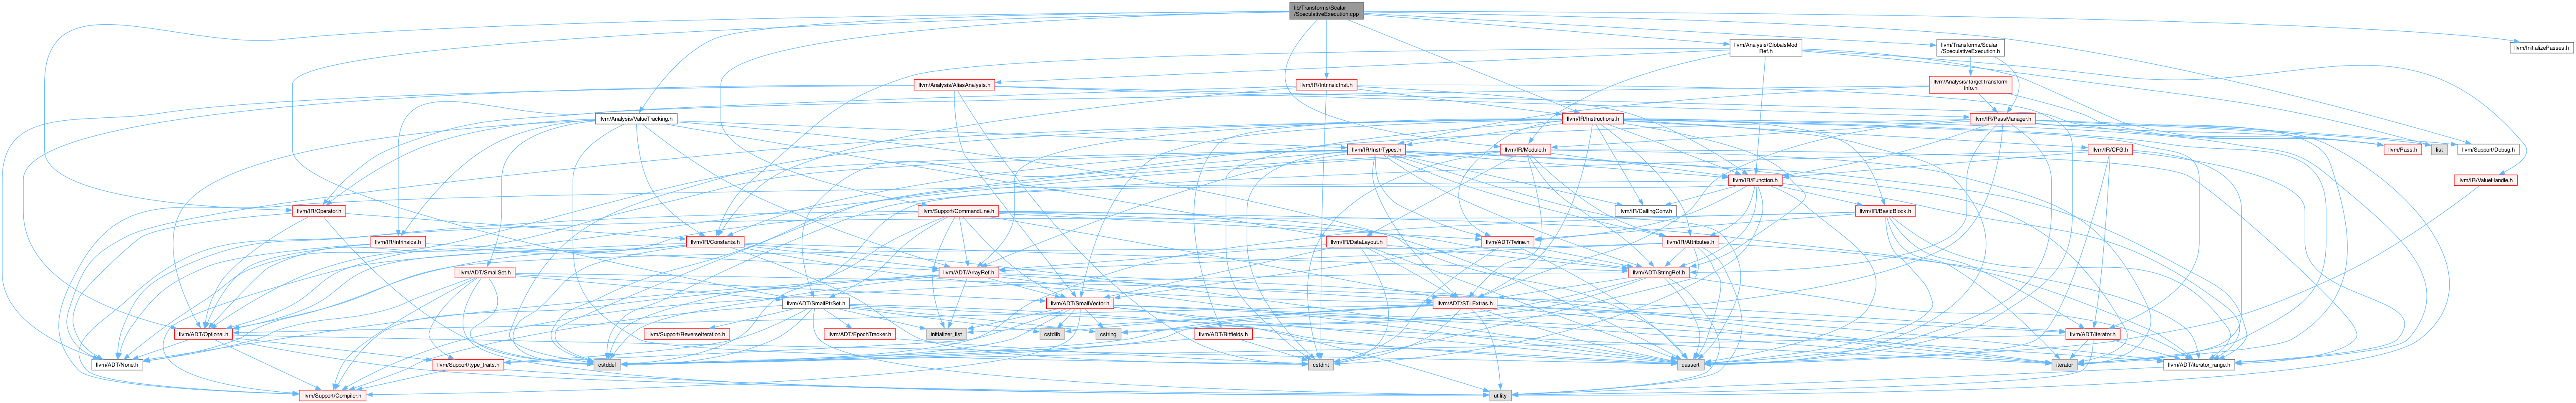 lib/Transforms/Scalar
/SpeculativeExecution.cpp
llvm/Analysis/GlobalsMod
Ref.h
llvm/Transforms/Scalar
/SpeculativeExecution.h
llvm/InitializePasses.h
llvm/Analysis/AliasAnalysis.h
llvm/IR/IntrinsicInst.h
llvm/Analysis/TargetTransform
Info.h
llvm/Analysis/ValueTracking.h
llvm/IR/Instructions.h
llvm/IR/PassManager.h
llvm/IR/InstrTypes.h
llvm/IR/Module.h
llvm/IR/CFG.h
llvm/Pass.h
list
llvm/Support/Debug.h
llvm/IR/Function.h
llvm/IR/ValueHandle.h
llvm/IR/Operator.h
llvm/Support/CommandLine.h
llvm/IR/CallingConv.h
llvm/IR/BasicBlock.h
llvm/IR/Intrinsics.h
llvm/IR/Constants.h
llvm/IR/DataLayout.h
llvm/ADT/Twine.h
llvm/IR/Attributes.h
llvm/ADT/SmallSet.h
llvm/ADT/ArrayRef.h
llvm/ADT/StringRef.h
llvm/ADT/SmallPtrSet.h
llvm/ADT/SmallVector.h
llvm/ADT/STLExtras.h
llvm/ADT/Optional.h
llvm/Support/ReverseIteration.h
llvm/ADT/EpochTracker.h
initializer_list
cstdlib
cstring
llvm/ADT/Bitfields.h
llvm/ADT/iterator.h
llvm/ADT/None.h
llvm/Support/type_traits.h
cstddef
cstdint
cassert
iterator
llvm/ADT/iterator_range.h
llvm/Support/Compiler.h
utility